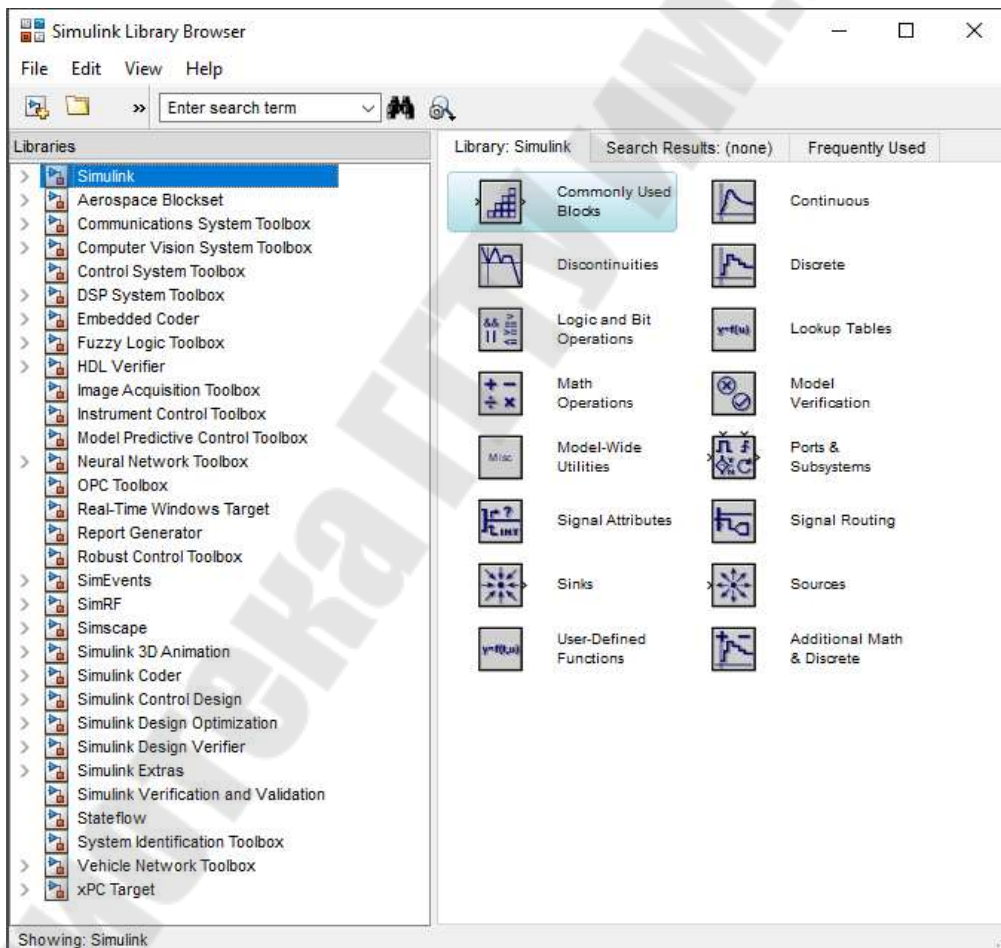 Simulink Library Browser
File Edit View Help
» Enter search term
Libraries
Simulink
Aerospace Blockset
Communications System Toolbox
Computer Vision System Toolbox
Control System Toolbox
DSP System Toolbox
Embedded Coder
Fuzzy Logic Toolbox
HDL Verifier
Image Acquisition Toolbox
Instrument Control Toolbox
Model Predictive Control Toolbox
Neural Network Toolbox
OPC Toolbox
Real-Time Windows Target
Report Generator
Robust Control Toolbox
SimEvents
SimRF
Simscape
Simulink 3D Animation
Simulink Coder
Simulink Control Design
Simulink Design Optimization
Simulink Design Verifier
Simulink Extras
Simulink Verification and Validation
Stateflow
System Identification Toolbox
Vehicle Network Toolbox
xPC Target
Library: Simulink Search Results: (none) Frequently Used
Commonly Used
Blocks
Continuous
Discontinuities
Discrete
&& > || >= <=
Logic and Bit
Operations
y=f(u)
Lookup Tables
+ − ÷ ×
Math
Operations
Model
Verification
Misc
Model-Wide
Utilities
Ports &
Subsystems
? INT
Signal Attributes
Signal Routing
Sinks
Sources
y=f(t,u)
User-Defined
Functions
Additional Math
& Discrete
Showing: Simulink